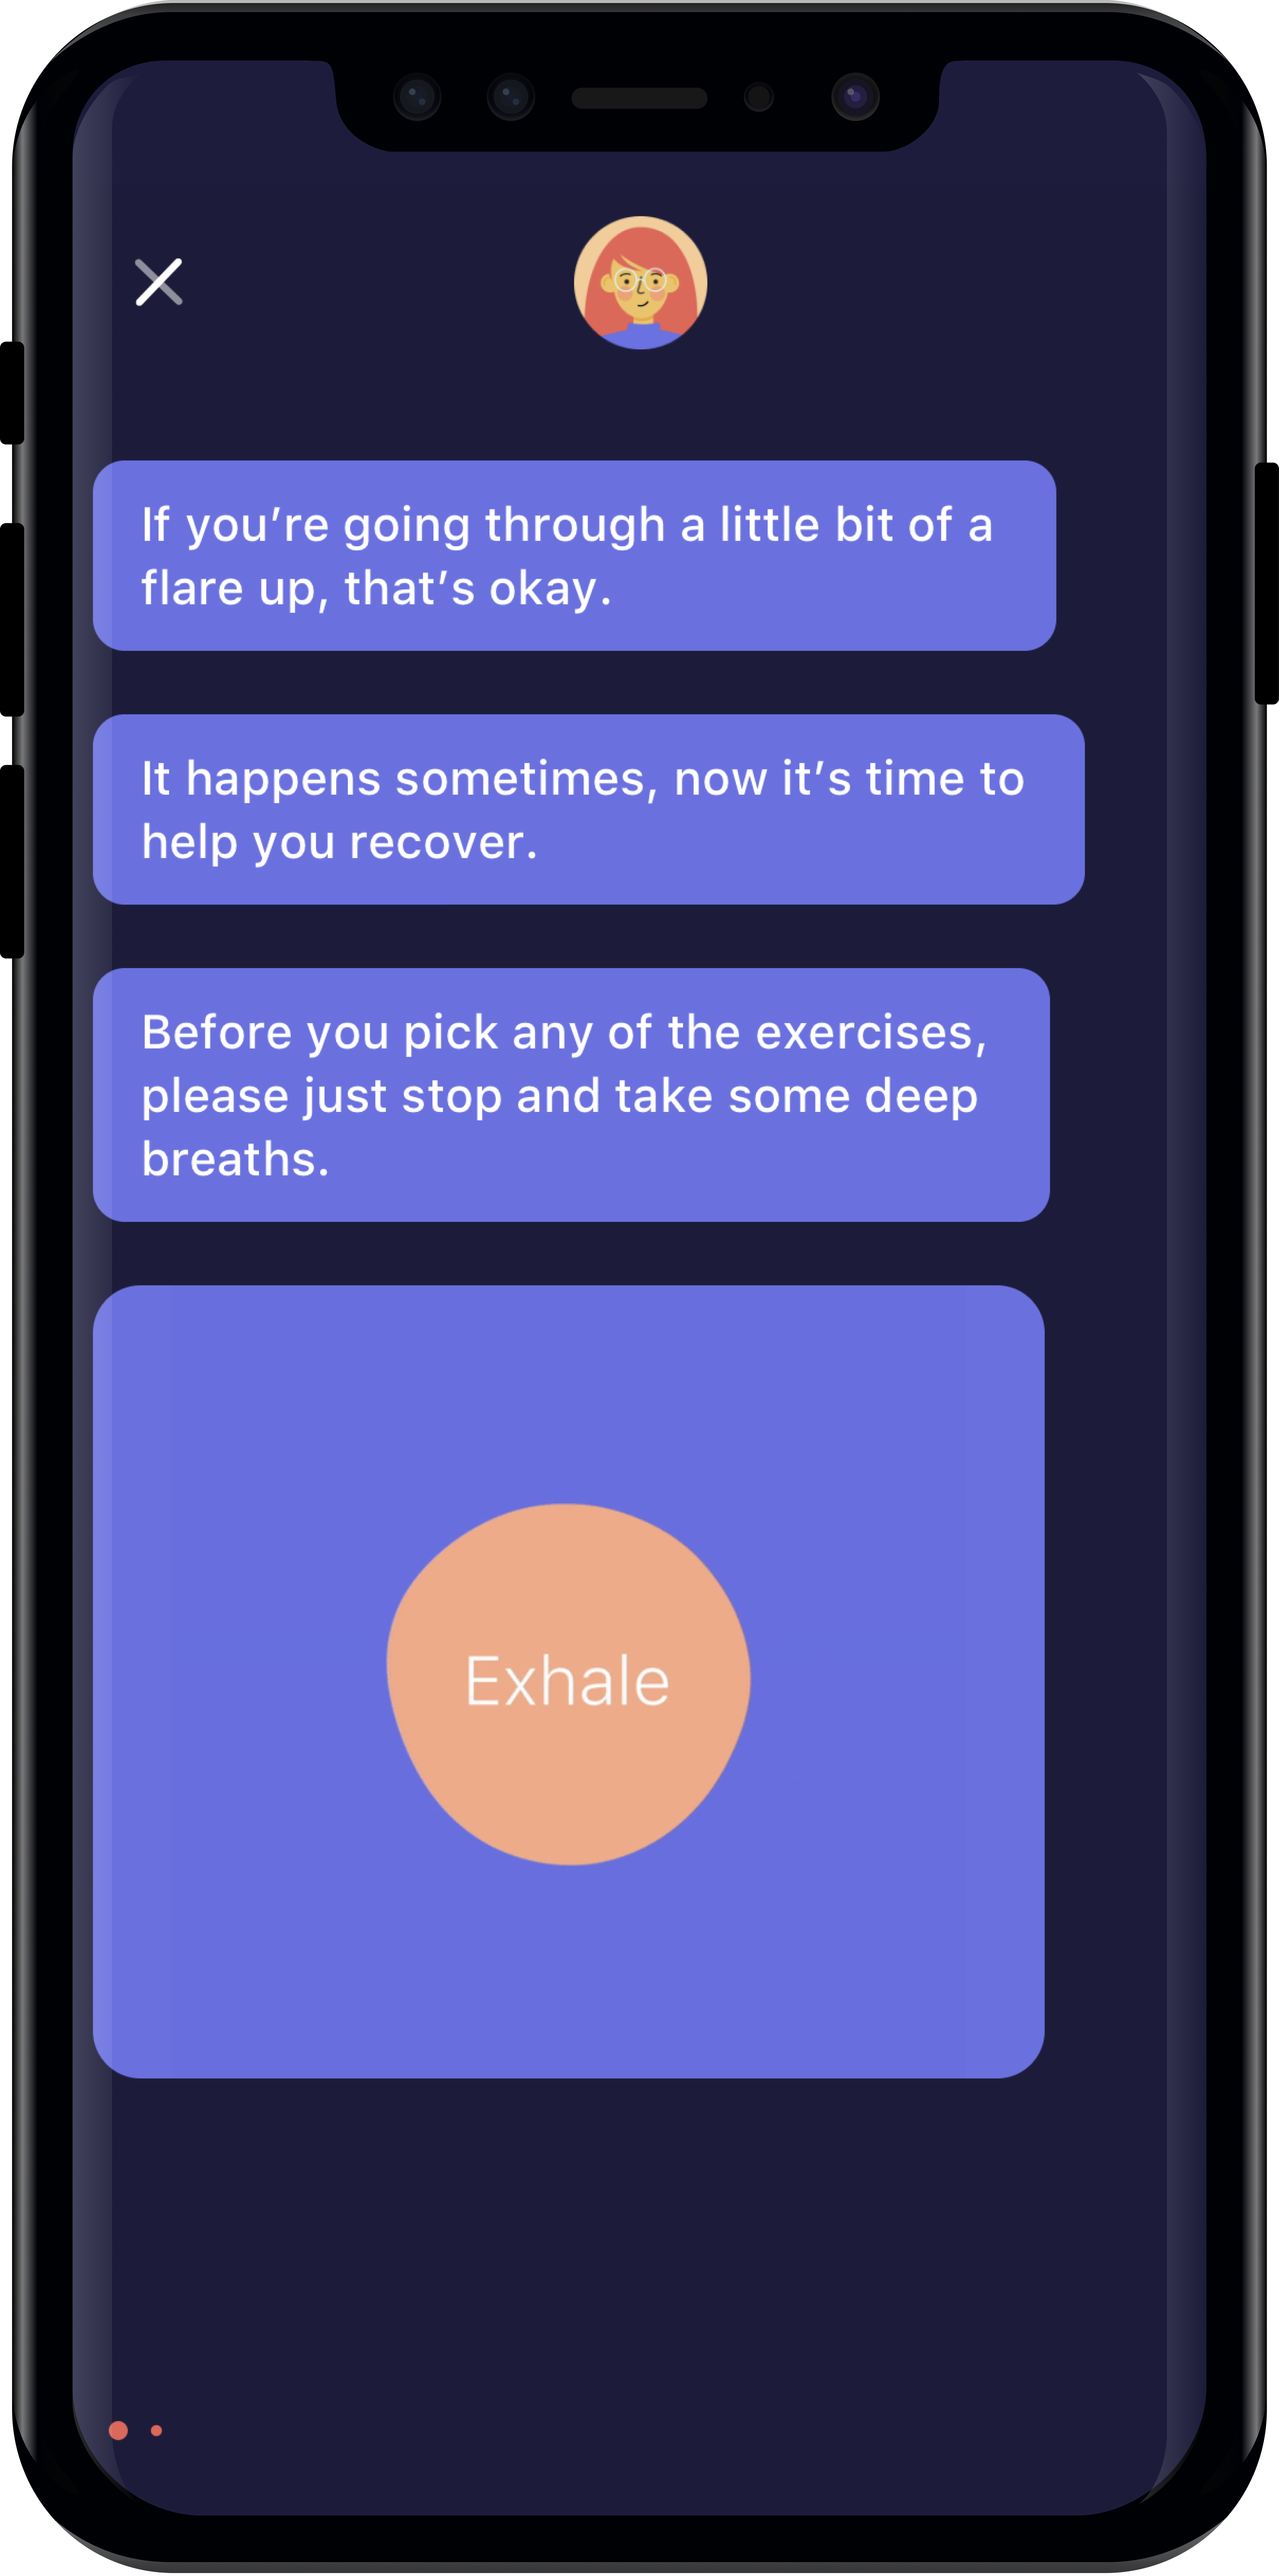 If you’re going through a little bit of a
flare up, that’s okay.
It happens sometimes, now it’s time to
help you recover.
Before you pick any of the exercises,
please just stop and take some deep
breaths.
Exhale